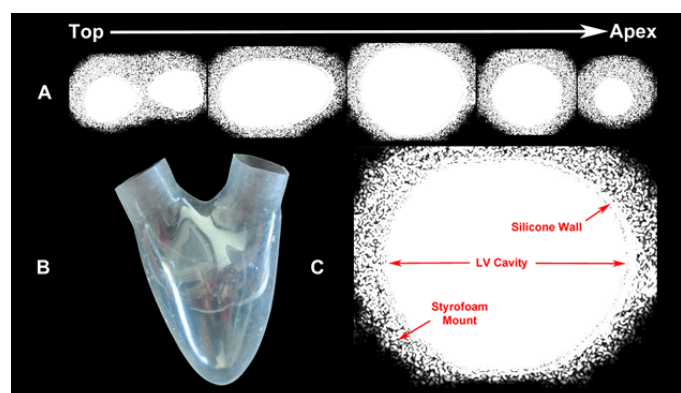 Top
Apex
A
B
C
Silicone Wall
LV Cavity
Styrofoam
Mount